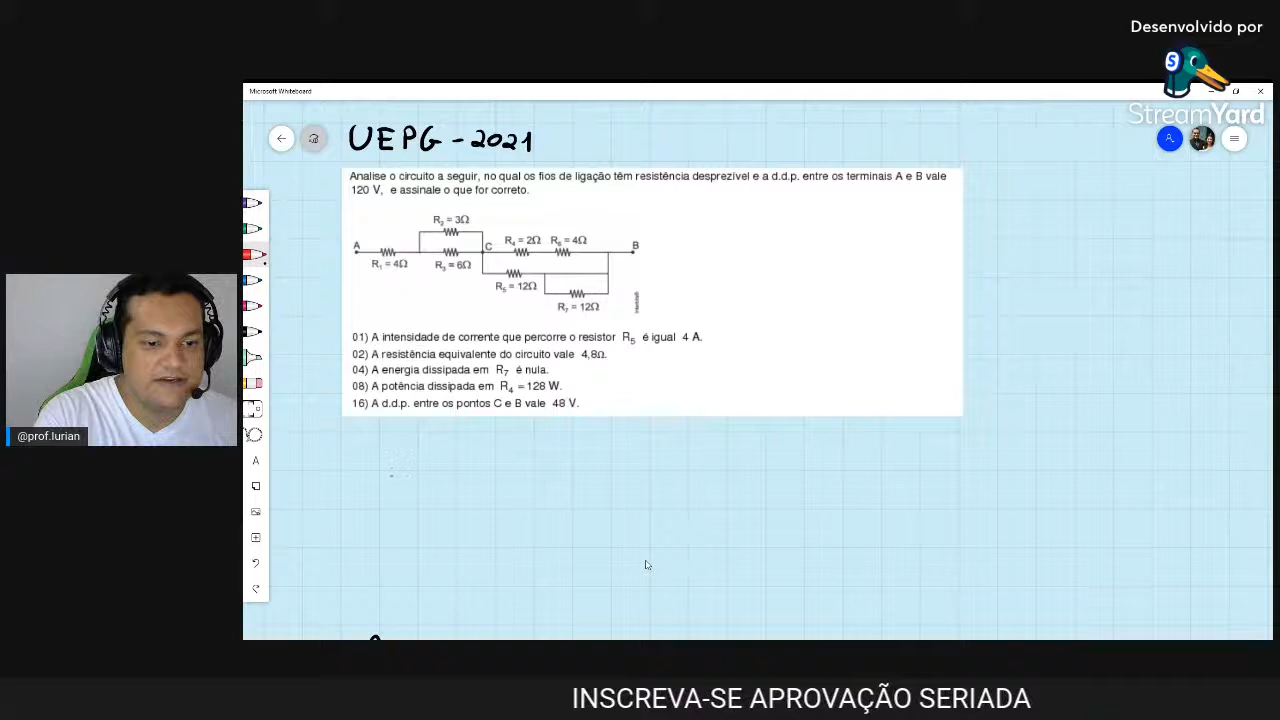 Desenvolvido por
S
StreamYard
Microsoft Whiteboard
UEPG - 2021
Analise o circuito a seguir, no qual os fios de ligação têm resistência desprezível e a d.d.p. entre os terminais A e B vale
120 V, e assinale o que for correto.
R₂ = 3Ω
A
C
R₄ = 2Ω
R₆ = 4Ω
B
R₁ = 4Ω
R₃ = 6Ω
R₅ = 12Ω
R₇ = 12Ω
01) A intensidade de corrente que percorre o resistor R₅ é igual 4 A.
02) A resistência equivalente do circuito vale 4,8Ω.
04) A energia dissipada em R₇ é nula.
08) A potência dissipada em R₄ = 128 W.
16) A d.d.p. entre os pontos C e B vale 48 V.
@prof.lurian
A
INSCREVA-SE APROVAÇÃO SERIADA